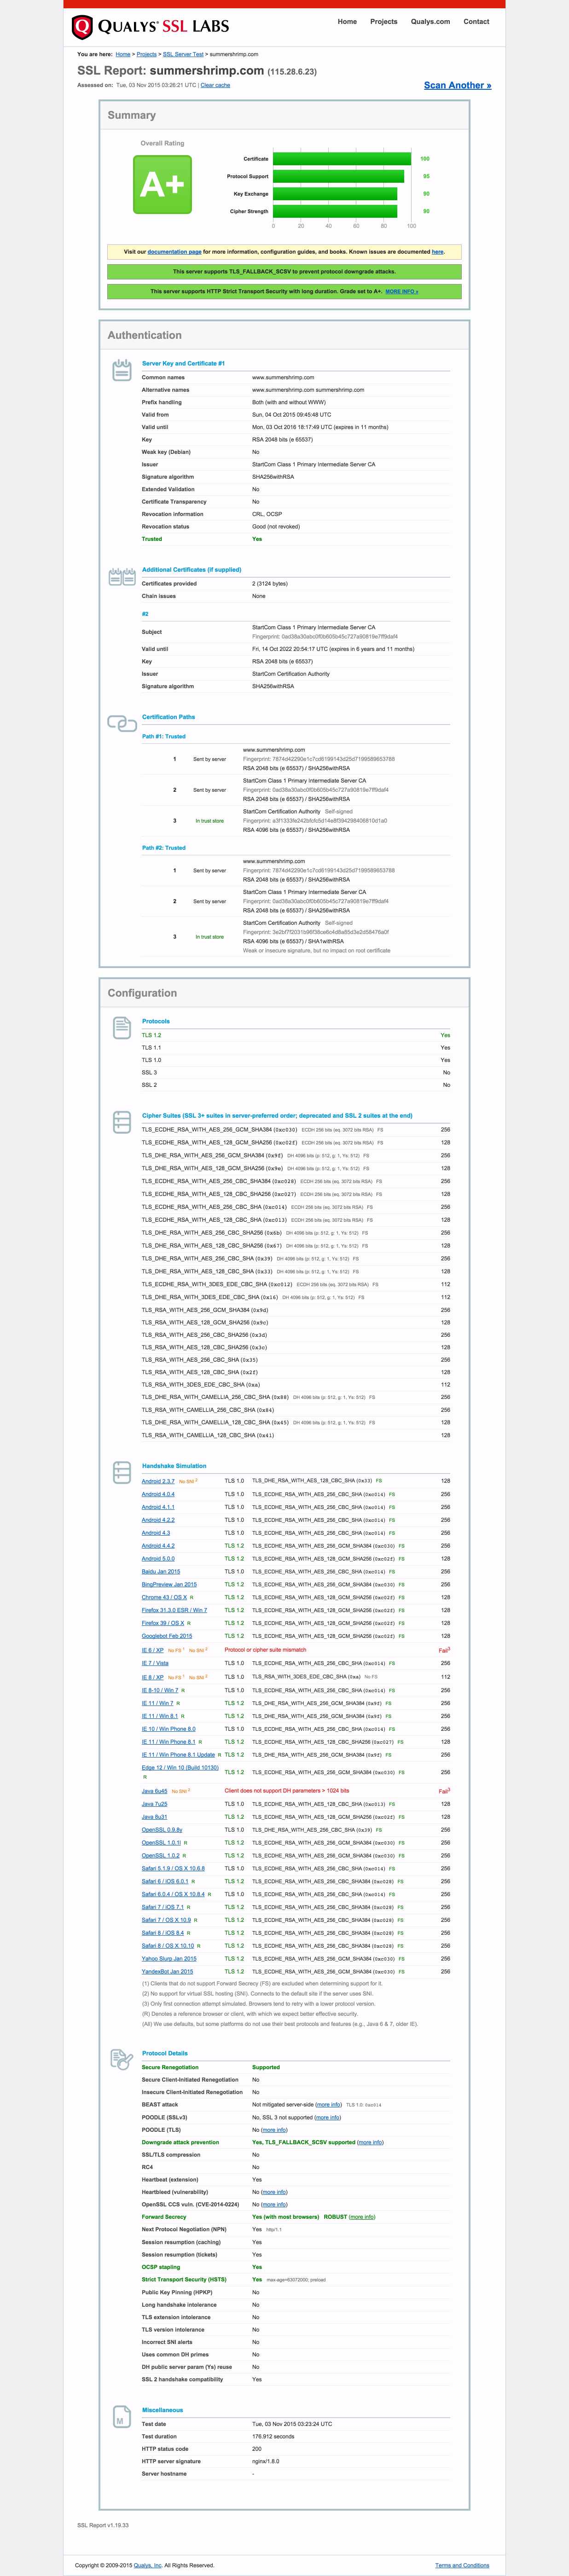 QUALYS® SSL LABS
Home Projects Qualys.com Contact
You are here: Home > Projects > SSL Server Test > summershrimp.com
SSL Report: summershrimp.com (115.28.6.23)
Assessed on: Tue, 03 Nov 2015 03:26:21 UTC | Clear cache
Scan Another »
Summary
Overall Rating
A+
Certificate 100
Protocol Support 95
Key Exchange 90
Cipher Strength 90
0 20 40 60 80 100
Visit our documentation page for more information, configuration guides, and books. Known issues are documented here.
This server supports TLS_FALLBACK_SCSV to prevent protocol downgrade attacks.
This server supports HTTP Strict Transport Security with long duration. Grade set to A+. MORE INFO »
Authentication
Server Key and Certificate #1
Common names www.summershrimp.com
Alternative names www.summershrimp.com summershrimp.com
Prefix handling Both (with and without WWW)
Valid from Sun, 04 Oct 2015 09:45:48 UTC
Valid until Mon, 03 Oct 2016 18:17:49 UTC (expires in 11 months)
Key RSA 2048 bits (e 65537)
Weak key (Debian) No
Issuer StartCom Class 1 Primary Intermediate Server CA
Signature algorithm SHA256withRSA
Extended Validation No
Certificate Transparency No
Revocation information CRL, OCSP
Revocation status Good (not revoked)
Trusted Yes
Additional Certificates (if supplied)
Certificates provided 2 (3124 bytes)
Chain issues None
#2
Subject StartCom Class 1 Primary Intermediate Server CA
Fingerprint:
Valid until Fri, 14 Oct 2022 20:54:17 UTC (expires in 6 years and 11 months)
Key RSA 2048 bits (e 65537)
Issuer StartCom Certification Authority
Signature algorithm SHA256withRSA
Certification Paths
Path #1: Trusted
www.summershrimp.com
1 Sent by server Fingerprint:
RSA 2048 bits (e 65537) / SHA256withRSA
StartCom Class 1 Primary Intermediate Server CA
2 Sent by server Fingerprint:
RSA 2048 bits (e 65537) / SHA256withRSA
StartCom Certification Authority Self-signed
3 In trust store Fingerprint:
RSA 4096 bits (e 65537) / SHA256withRSA
Path #2: Trusted
www.summershrimp.com
1 Sent by server Fingerprint:
RSA 2048 bits (e 65537) / SHA256withRSA
StartCom Class 1 Primary Intermediate Server CA
2 Sent by server Fingerprint:
RSA 2048 bits (e 65537) / SHA256withRSA
StartCom Certification Authority Self-signed
3 In trust store Fingerprint:
RSA 4096 bits (e 65537) / SHA1withRSA
Weak or insecure signature, but no impact on root certificate
Configuration
Protocols
TLS 1.2 Yes
TLS 1.1 Yes
TLS 1.0 Yes
SSL 3 No
SSL 2 No
Cipher Suites (SSL 3+ suites in server-preferred order; deprecated and SSL 2 suites at the end)
TLS_ECDHE_RSA_WITH_AES_256_GCM_SHA384 (0xc030) ECDH 256 bits (eq. 3072 bits RSA) FS 256
TLS_ECDHE_RSA_WITH_AES_128_GCM_SHA256 (0xc02f) ECDH 256 bits (eq. 3072 bits RSA) FS 128
TLS_DHE_RSA_WITH_AES_256_GCM_SHA384 (0x9f) DH 4096 bits (p: 512, g: 1, Ys: 512) FS 256
TLS_DHE_RSA_WITH_AES_128_GCM_SHA256 (0x9e) DH 4096 bits (p: 512, g: 1, Ys: 512) FS 128
TLS_ECDHE_RSA_WITH_AES_256_CBC_SHA384 (0xc028) ECDH 256 bits (eq. 3072 bits RSA) FS 256
TLS_ECDHE_RSA_WITH_AES_128_CBC_SHA256 (0xc027) ECDH 256 bits (eq. 3072 bits RSA) FS 128
TLS_ECDHE_RSA_WITH_AES_256_CBC_SHA (0xc014) ECDH 256 bits (eq. 3072 bits RSA) FS 256
TLS_ECDHE_RSA_WITH_AES_128_CBC_SHA (0xc013) ECDH 256 bits (eq. 3072 bits RSA) FS 128
TLS_DHE_RSA_WITH_AES_256_CBC_SHA256 (0x6b) DH 4096 bits (p: 512, g: 1, Ys: 512) FS 256
TLS_DHE_RSA_WITH_AES_128_CBC_SHA256 (0x67) DH 4096 bits (p: 512, g: 1, Ys: 512) FS 128
TLS_DHE_RSA_WITH_AES_256_CBC_SHA (0x39) DH 4096 bits (p: 512, g: 1, Ys: 512) FS 256
TLS_DHE_RSA_WITH_AES_128_CBC_SHA (0x33) DH 4096 bits (p: 512, g: 1, Ys: 512) FS 128
TLS_ECDHE_RSA_WITH_3DES_EDE_CBC_SHA (0xc012) ECDH 256 bits (eq. 3072 bits RSA) FS 112
TLS_DHE_RSA_WITH_3DES_EDE_CBC_SHA (0x16) DH 4096 bits (p: 512, g: 1, Ys: 512) FS 112
TLS_RSA_WITH_AES_256_GCM_SHA384 (0x9d) 256
TLS_RSA_WITH_AES_128_GCM_SHA256 (0x9c) 128
TLS_RSA_WITH_AES_256_CBC_SHA256 (0x3d) 256
TLS_RSA_WITH_AES_128_CBC_SHA256 (0x3c) 128
TLS_RSA_WITH_AES_256_CBC_SHA (0x35) 256
TLS_RSA_WITH_AES_128_CBC_SHA (0x2f) 128
TLS_RSA_WITH_3DES_EDE_CBC_SHA (0xa) 112
TLS_DHE_RSA_WITH_CAMELLIA_256_CBC_SHA (0x88) DH 4096 bits (p: 512, g: 1, Ys: 512) FS 256
TLS_RSA_WITH_CAMELLIA_256_CBC_SHA (0x84) 256
TLS_DHE_RSA_WITH_CAMELLIA_128_CBC_SHA (0x45) DH 4096 bits (p: 512, g: 1, Ys: 512) FS 128
TLS_RSA_WITH_CAMELLIA_128_CBC_SHA (0x41) 128
Handshake Simulation
Android 2.3.7 No SNI 2 TLS 1.0 TLS_DHE_RSA_WITH_AES_128_CBC_SHA (0x33) FS 128
Android 4.0.4 TLS 1.0 TLS_ECDHE_RSA_WITH_AES_256_CBC_SHA (0xc014) FS 256
Android 4.1.1 TLS 1.0 TLS_ECDHE_RSA_WITH_AES_256_CBC_SHA (0xc014) FS 256
Android 4.2.2 TLS 1.0 TLS_ECDHE_RSA_WITH_AES_256_CBC_SHA (0xc014) FS 256
Android 4.3 TLS 1.0 TLS_ECDHE_RSA_WITH_AES_256_CBC_SHA (0xc014) FS 256
Android 4.4.2 TLS 1.2 TLS_ECDHE_RSA_WITH_AES_256_GCM_SHA384 (0xc030) FS 256
Android 5.0.0 TLS 1.2 TLS_ECDHE_RSA_WITH_AES_128_GCM_SHA256 (0xc02f) FS 128
Baidu Jan 2015 TLS 1.0 TLS_ECDHE_RSA_WITH_AES_256_CBC_SHA (0xc014) FS 256
BingPreview Jan 2015 TLS 1.2 TLS_ECDHE_RSA_WITH_AES_256_GCM_SHA384 (0xc030) FS 256
Chrome 43 / OS X R TLS 1.2 TLS_ECDHE_RSA_WITH_AES_128_GCM_SHA256 (0xc02f) FS 128
Firefox 31.3.0 ESR / Win 7 TLS 1.2 TLS_ECDHE_RSA_WITH_AES_128_GCM_SHA256 (0xc02f) FS 128
Firefox 39 / OS X R TLS 1.2 TLS_ECDHE_RSA_WITH_AES_128_GCM_SHA256 (0xc02f) FS 128
Googlebot Feb 2015 TLS 1.2 TLS_ECDHE_RSA_WITH_AES_128_GCM_SHA256 (0xc02f) FS 128
IE 6 / XP No FS 1 No SNI 2 Protocol or cipher suite mismatch Fail3
IE 7 / Vista TLS 1.0 TLS_ECDHE_RSA_WITH_AES_256_CBC_SHA (0xc014) FS 256
IE 8 / XP No FS 1 No SNI 2 TLS 1.0 TLS_RSA_WITH_3DES_EDE_CBC_SHA (0xa) No FS 112
IE 8-10 / Win 7 R TLS 1.0 TLS_ECDHE_RSA_WITH_AES_256_CBC_SHA (0xc014) FS 256
IE 11 / Win 7 R TLS 1.2 TLS_DHE_RSA_WITH_AES_256_GCM_SHA384 (0x9f) FS 256
IE 11 / Win 8.1 R TLS 1.2 TLS_DHE_RSA_WITH_AES_256_GCM_SHA384 (0x9f) FS 256
IE 10 / Win Phone 8.0 TLS 1.0 TLS_ECDHE_RSA_WITH_AES_256_CBC_SHA (0xc014) FS 256
IE 11 / Win Phone 8.1 R TLS 1.2 TLS_ECDHE_RSA_WITH_AES_128_CBC_SHA256 (0xc027) FS 128
IE 11 / Win Phone 8.1 Update R TLS 1.2 TLS_DHE_RSA_WITH_AES_256_GCM_SHA384 (0x9f) FS 256
Edge 12 / Win 10 (Build 10130) R TLS 1.2 TLS_ECDHE_RSA_WITH_AES_256_GCM_SHA384 (0xc030) FS 256
Java 6u45 No SNI 2 Client does not support DH parameters > 1024 bits Fail3
Java 7u25 TLS 1.0 TLS_ECDHE_RSA_WITH_AES_128_CBC_SHA (0xc013) FS 128
Java 8u31 TLS 1.2 TLS_ECDHE_RSA_WITH_AES_128_GCM_SHA256 (0xc02f) FS 128
OpenSSL 0.9.8y TLS 1.0 TLS_DHE_RSA_WITH_AES_256_CBC_SHA (0x39) FS 256
OpenSSL 1.0.1l R TLS 1.2 TLS_ECDHE_RSA_WITH_AES_256_GCM_SHA384 (0xc030) FS 256
OpenSSL 1.0.2 R TLS 1.2 TLS_ECDHE_RSA_WITH_AES_256_GCM_SHA384 (0xc030) FS 256
Safari 5.1.9 / OS X 10.6.8 TLS 1.0 TLS_ECDHE_RSA_WITH_AES_256_CBC_SHA (0xc014) FS 256
Safari 6 / iOS 6.0.1 R TLS 1.2 TLS_ECDHE_RSA_WITH_AES_256_CBC_SHA384 (0xc028) FS 256
Safari 6.0.4 / OS X 10.8.4 R TLS 1.0 TLS_ECDHE_RSA_WITH_AES_256_CBC_SHA (0xc014) FS 256
Safari 7 / iOS 7.1 R TLS 1.2 TLS_ECDHE_RSA_WITH_AES_256_CBC_SHA384 (0xc028) FS 256
Safari 7 / OS X 10.9 R TLS 1.2 TLS_ECDHE_RSA_WITH_AES_256_CBC_SHA384 (0xc028) FS 256
Safari 8 / iOS 8.4 R TLS 1.2 TLS_ECDHE_RSA_WITH_AES_256_CBC_SHA384 (0xc028) FS 256
Safari 8 / OS X 10.10 R TLS 1.2 TLS_ECDHE_RSA_WITH_AES_256_CBC_SHA384 (0xc028) FS 256
Yahoo Slurp Jan 2015 TLS 1.2 TLS_ECDHE_RSA_WITH_AES_256_GCM_SHA384 (0xc030) FS 256
YandexBot Jan 2015 TLS 1.2 TLS_ECDHE_RSA_WITH_AES_256_GCM_SHA384 (0xc030) FS 256
(1) Clients that do not support Forward Secrecy (FS) are excluded when determining support for it.
(2) No support for virtual SSL hosting (SNI). Connects to the default site if the server uses SNI.
(3) Only first connection attempt simulated. Browsers tend to retry with a lower protocol version.
(R) Denotes a reference browser or client, with which we expect better effective security.
(All) We use defaults, but some platforms do not use their best protocols and features (e.g., Java 6 & 7, older IE).
Protocol Details
Secure Renegotiation Supported
Secure Client-Initiated Renegotiation No
Insecure Client-Initiated Renegotiation No
BEAST attack Not mitigated server-side (more info) TLS 1.0: 0xc014
POODLE (SSLv3) No, SSL 3 not supported (more info)
POODLE (TLS) No (more info)
Downgrade attack prevention Yes, TLS_FALLBACK_SCSV supported (more info)
SSL/TLS compression No
RC4 No
Heartbeat (extension) Yes
Heartbleed (vulnerability) No (more info)
OpenSSL CCS vuln. (CVE-2014-0224) No (more info)
Forward Secrecy Yes (with most browsers) ROBUST (more info)
Next Protocol Negotiation (NPN) Yes http/1.1
Session resumption (caching) Yes
Session resumption (tickets) Yes
OCSP stapling Yes
Strict Transport Security (HSTS) Yes max-age=63072000; preload
Public Key Pinning (HPKP) No
Long handshake intolerance No
TLS extension intolerance No
TLS version intolerance No
Incorrect SNI alerts No
Uses common DH primes No
DH public server param (Ys) reuse No
SSL 2 handshake compatibility Yes
Miscellaneous
Test date Tue, 03 Nov 2015 03:23:24 UTC
Test duration 176.912 seconds
HTTP status code 200
HTTP server signature nginx/1.8.0
Server hostname -
SSL Report v1.19.33
Copyright © 2009-2015 Qualys, Inc. All Rights Reserved.
Terms and Conditions